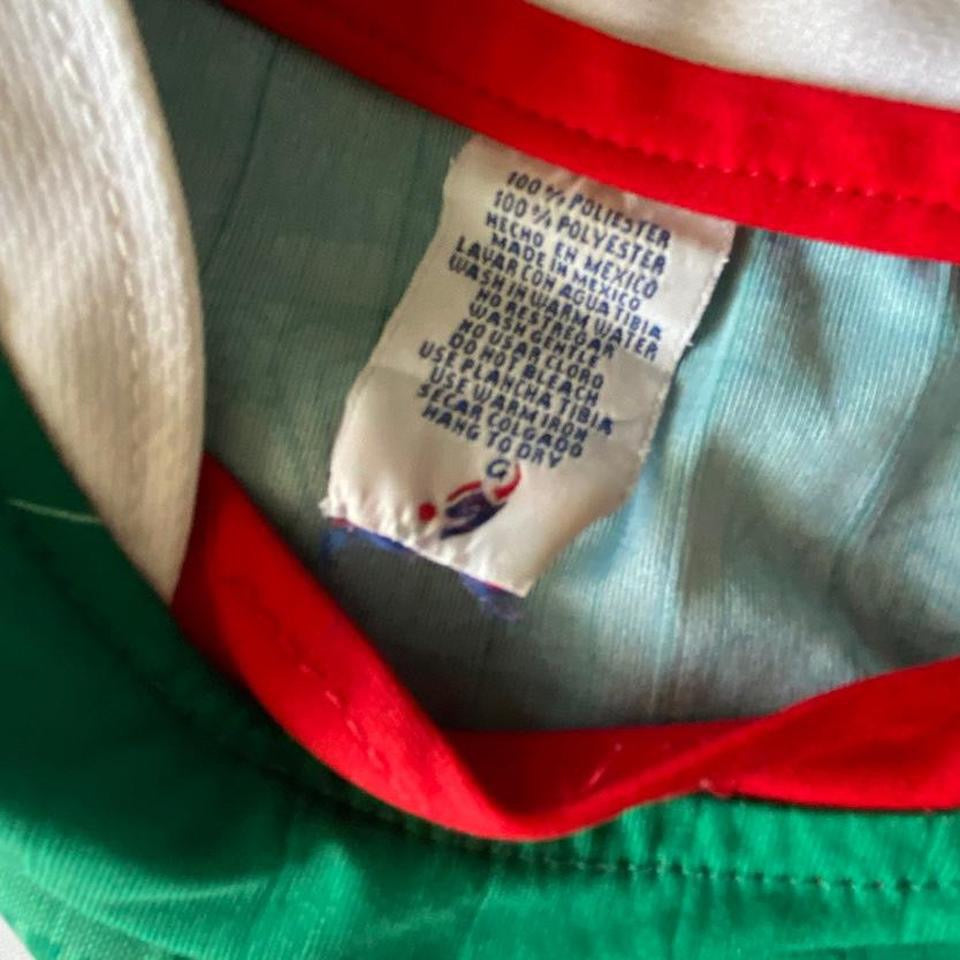 100% POLIESTER
100% POLYESTER
HECHO EN MEXICO
MADE IN MEXICO
LAVAR CON AGUA TIBIA
WASH IN WARM WATER
NO RESTREGAR
WASH GENTLE
NO USAR CLORO
DO NOT BLEACH
USE PLANCHA TIBIA
USE WARM IRON
SECAR COLGADO
HANG TO DRY
G